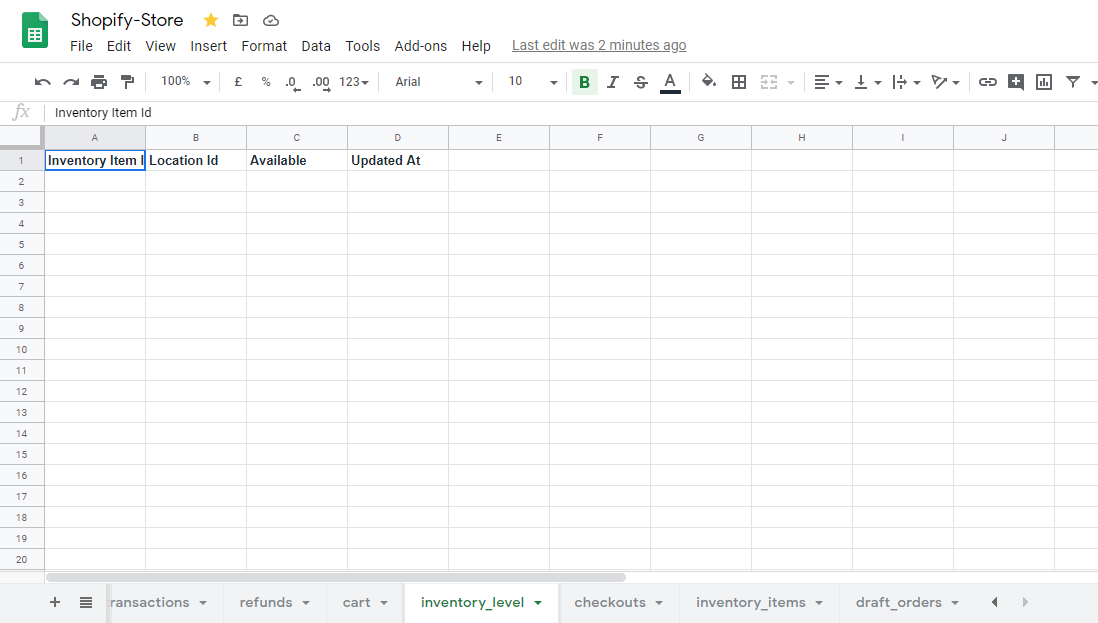 Shopify-Store
File Edit View Insert Format Data Tools Add-ons Help Last edit was 2 minutes ago
100% £ % .0 .00 123 Arial 10 B I S A
fx Inventory Item Id
A B C D E F G H I J
1 Inventory Item I Location Id Available Updated At
2
3
4
5
6
7
8
9
10
11
12
13
14
15
16
17
18
19
20
+ ransactions refunds cart inventory_level checkouts inventory_items draft_orders